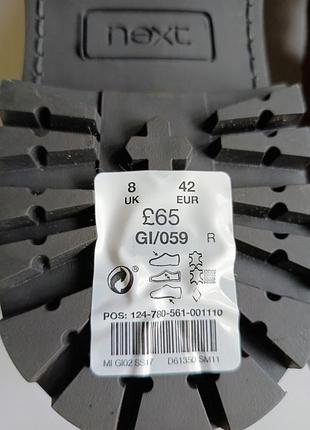 next
8 42
UK EUR
£65
GI/059 R
POS: 124-780-561-001110
MI GI02 SS17 D61350 SM11